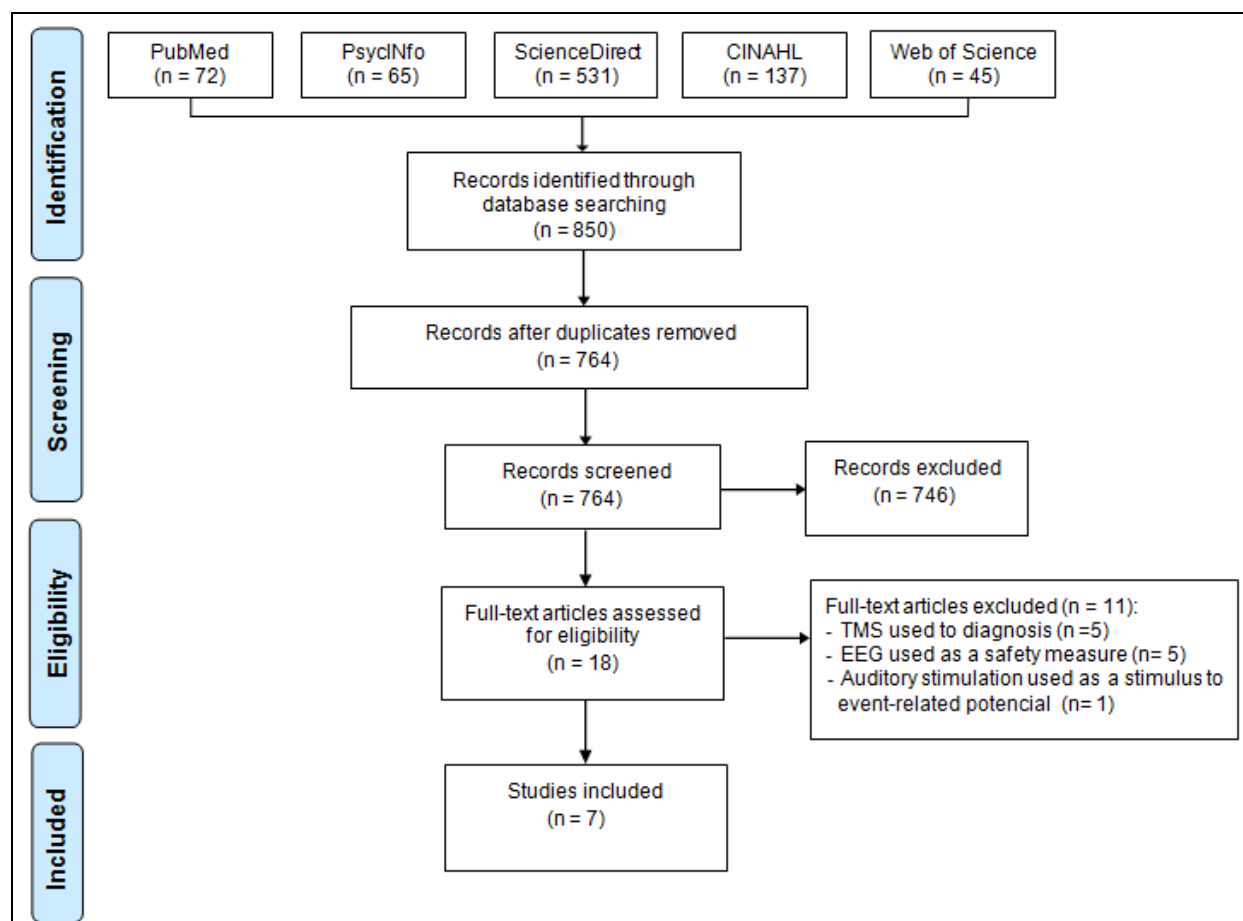 Identification
PubMed
(n = 72)
PsycINfo
(n = 65)
ScienceDirect
(n = 531)
CINAHL
(n = 137)
Web of Science
(n = 45)
Records identified through
database searching
(n = 850)
Screening
Records after duplicates removed
(n = 764)
Records screened
(n = 764)
Records excluded
(n = 746)
Eligibility
Full-text articles assessed
for eligibility
(n = 18)
Full-text articles excluded (n = 11):
- TMS used to diagnosis (n =5)
- EEG used as a safety measure (n= 5)
- Auditory stimulation used as a stimulus to
event-related potencial (n= 1)
Included
Studies included
(n = 7)